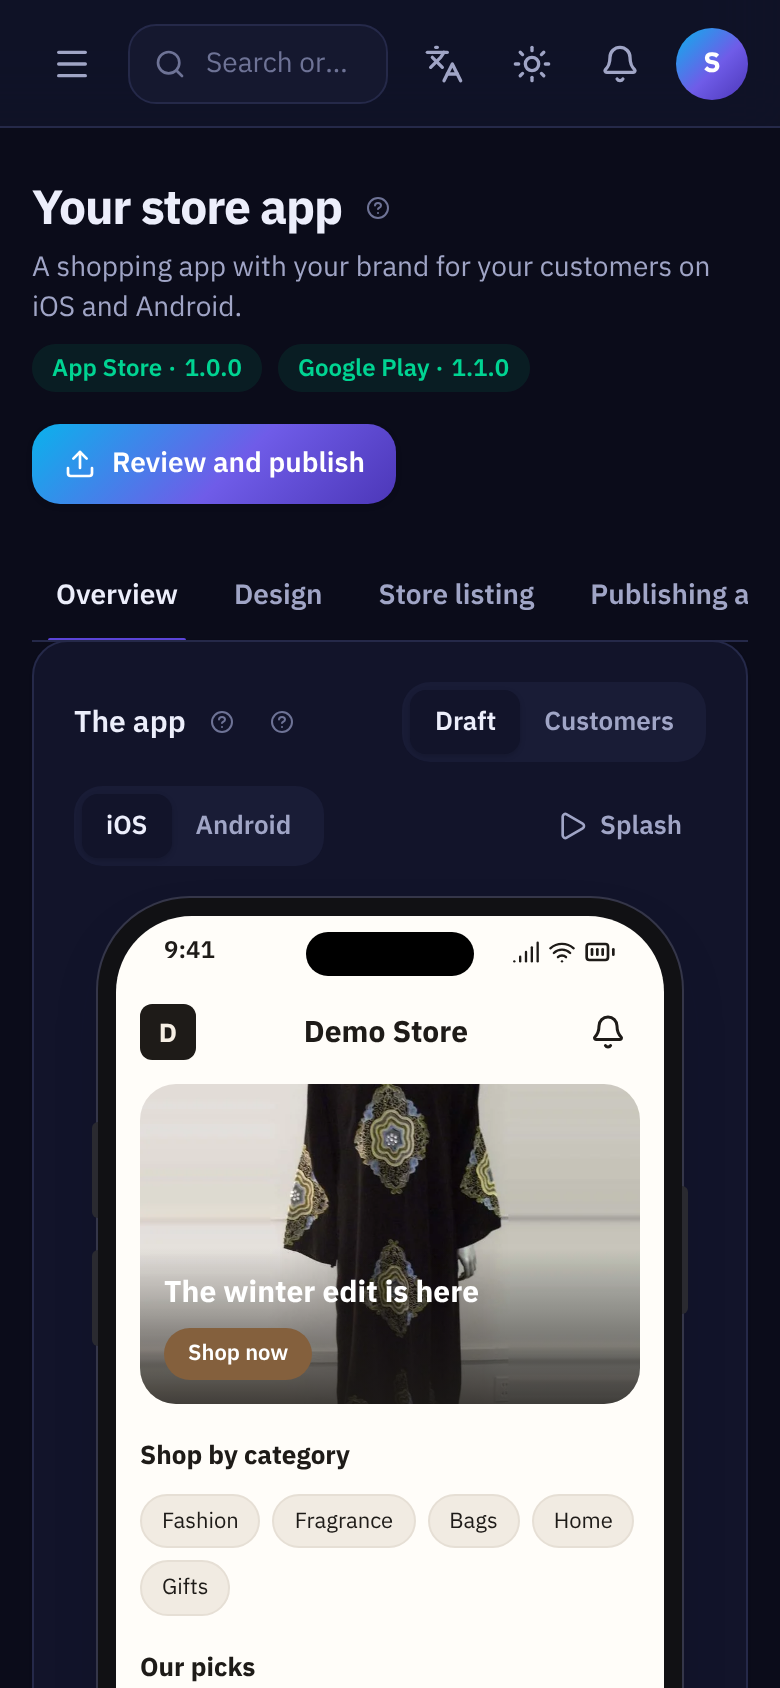 Search or...
S
Your store app
A shopping app with your brand for your customers on
iOS and Android.
App Store · 1.0.0
Google Play · 1.1.0
Review and publish
Overview
Design
Store listing
Publishing a
The app
Draft
Customers
iOS
Android
Splash
9:41
D
Demo Store
The winter edit is here
Shop now
Shop by category
Fashion
Fragrance
Bags
Home
Gifts
Our picks